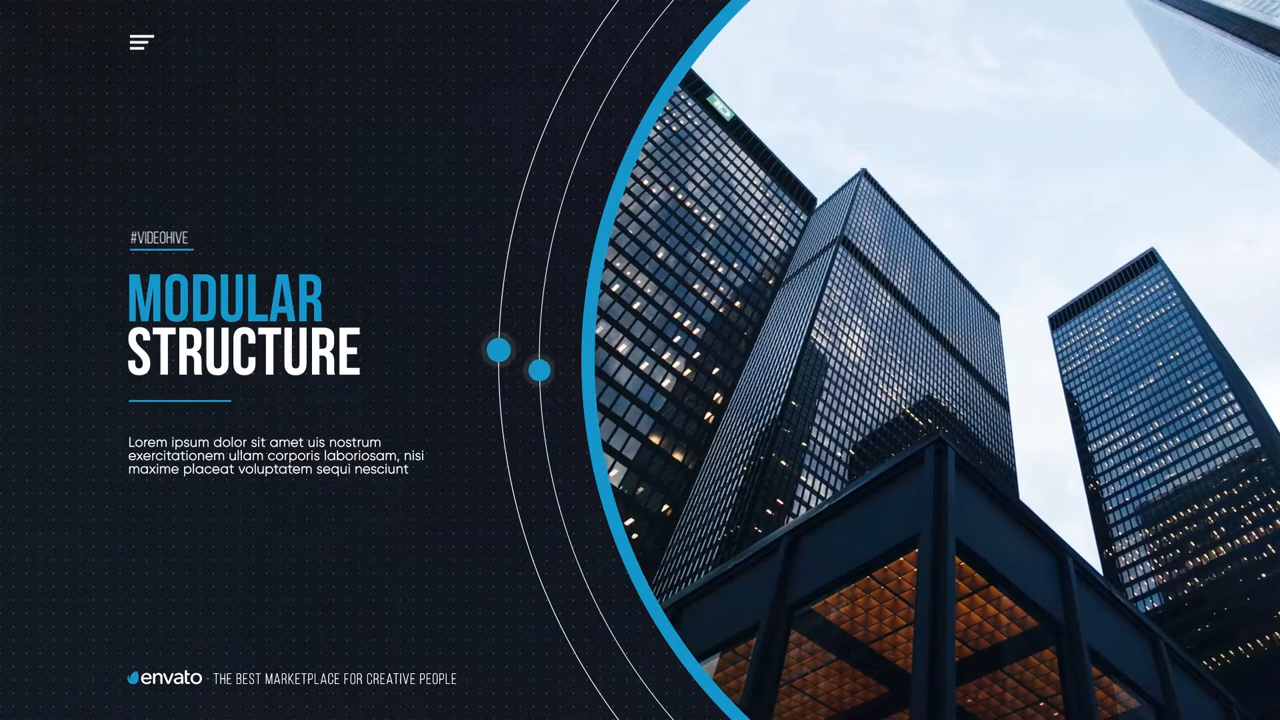 #VIDEOHIVE
MODULAR
STRUCTURE
Lorem ipsum dolor sit amet uis nostrum
exercitationem ullam corporis laboriosam, nisi
maxime placeat voluptatem sequi nesciunt
envato · THE BEST MARKETPLACE FOR CREATIVE PEOPLE
TD